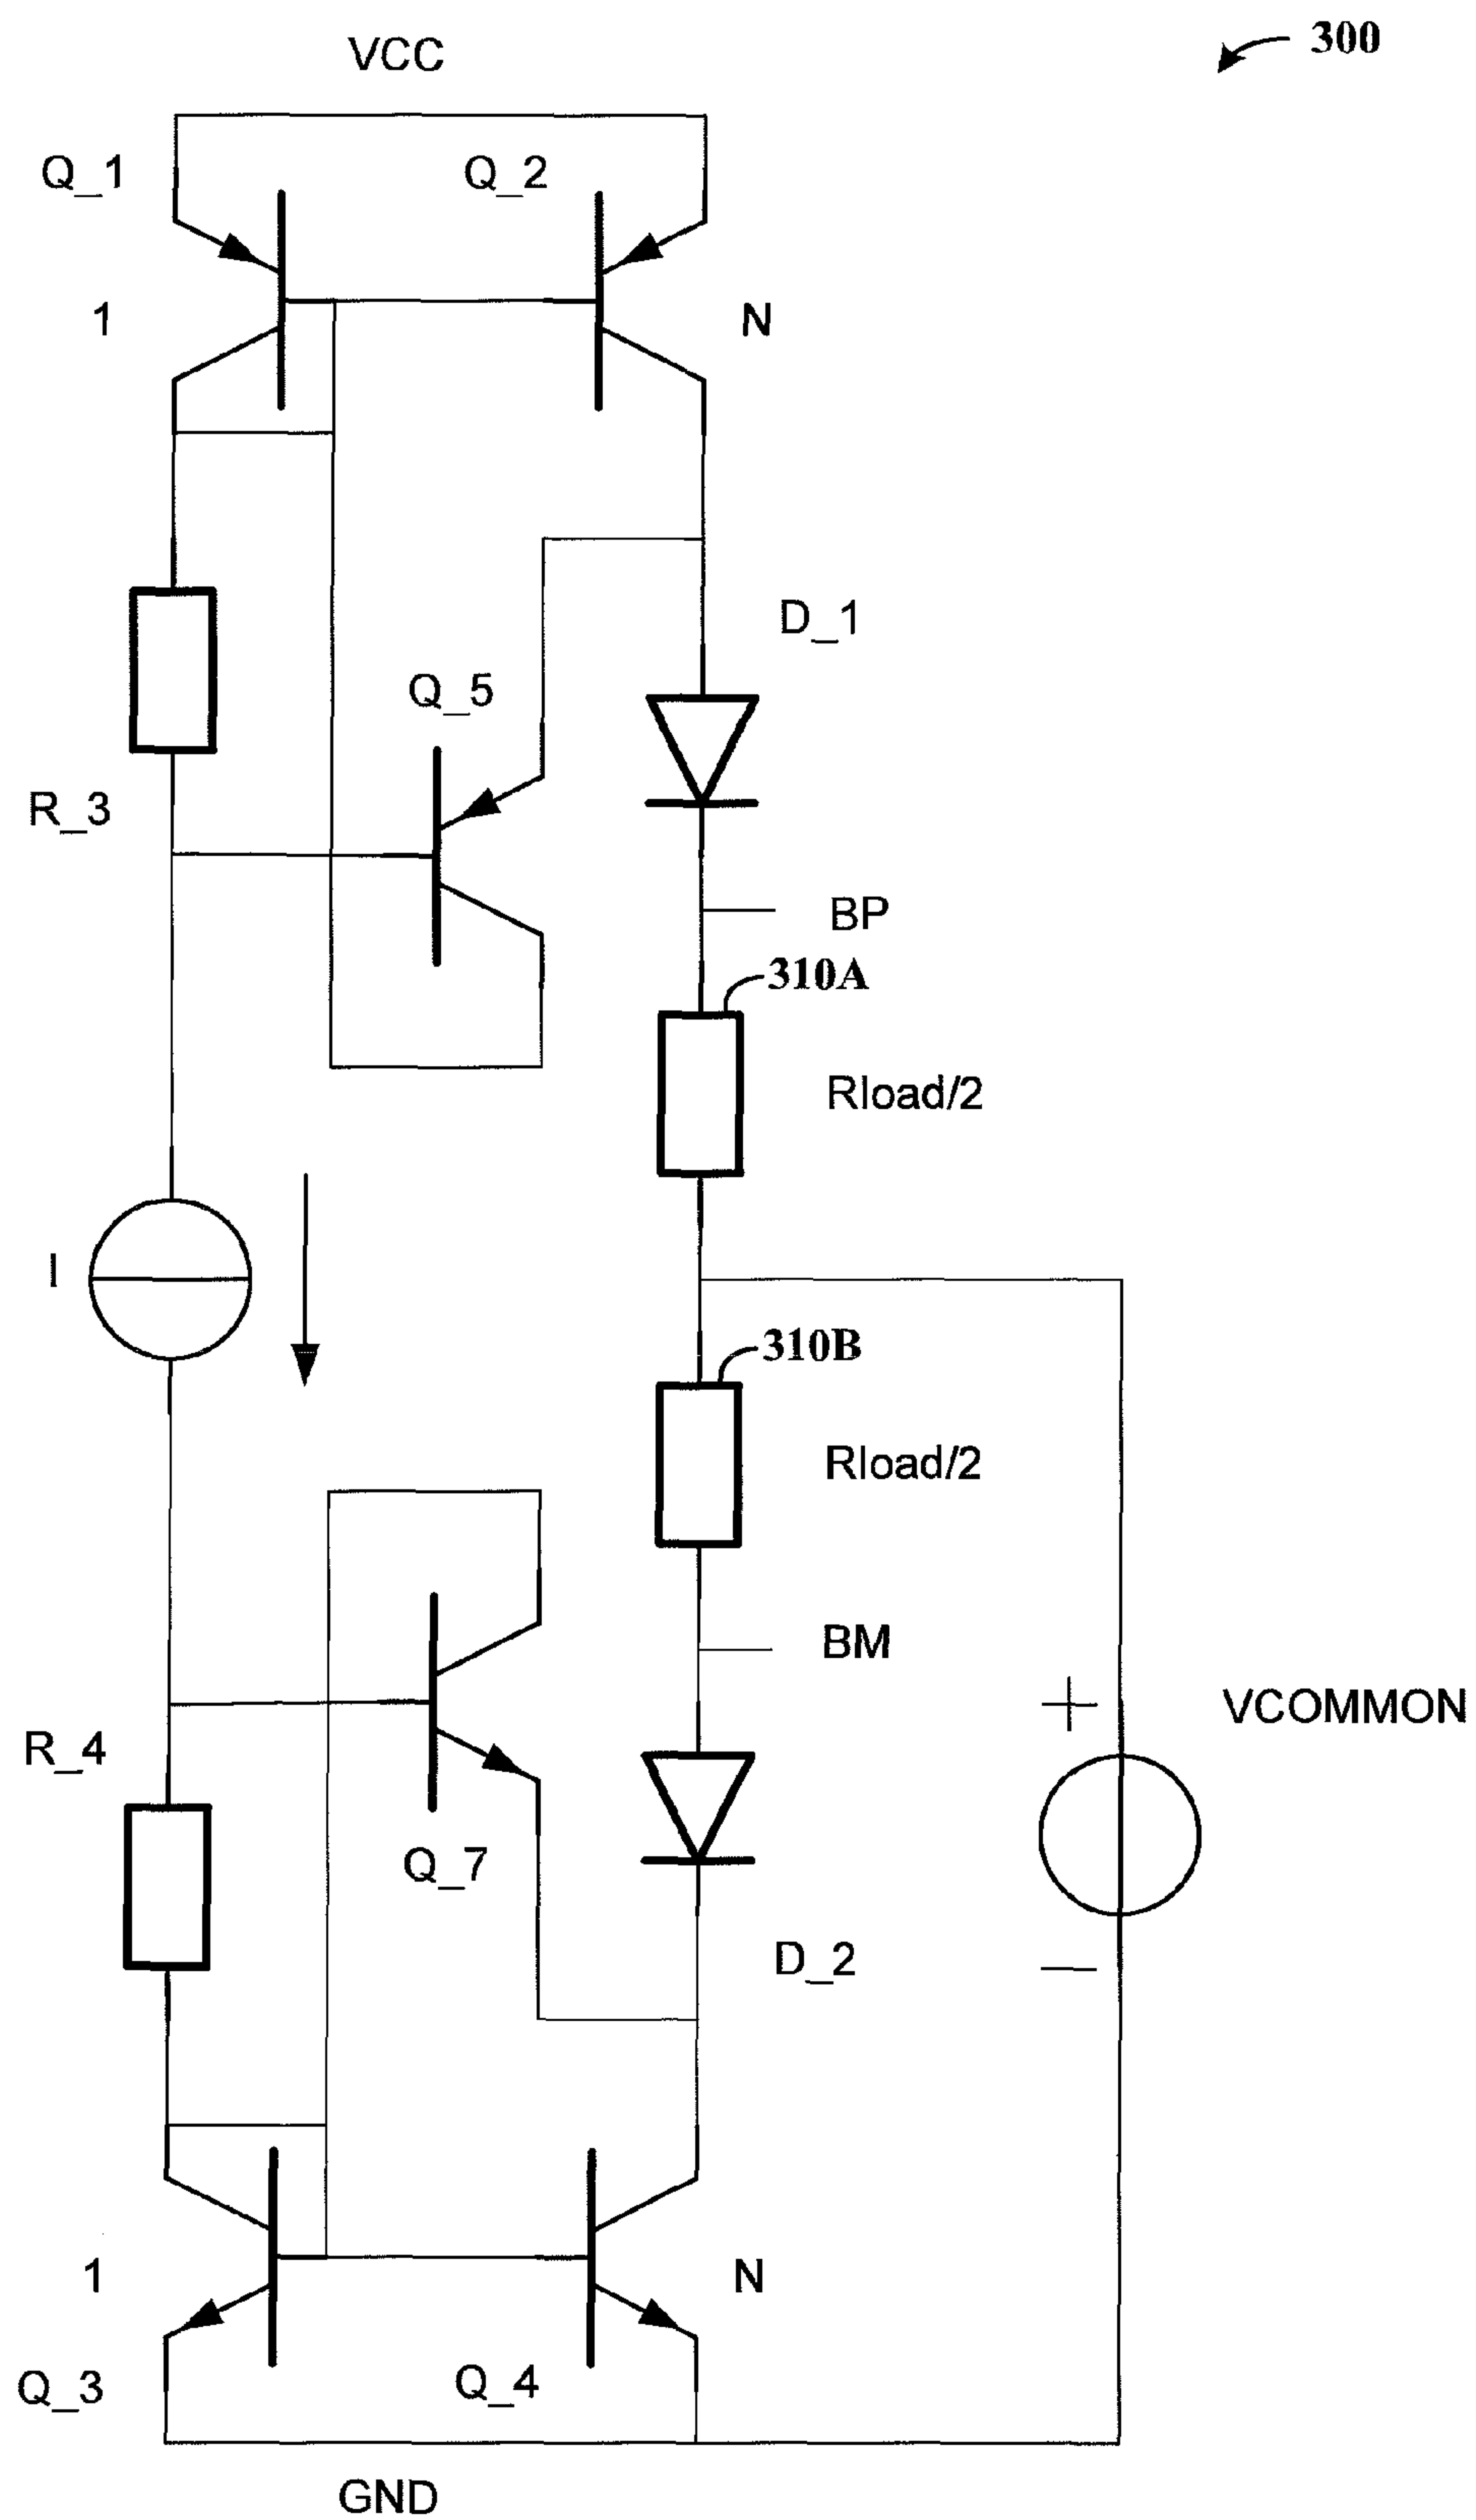 300
VCC
Q_1
Q_2
1
N
D_1
Q_5
R_3
BP
310A
Rload/2
I
310B
Rload/2
BM
+
VCOMMON
R_4
Q_7
D_2
−
1
N
Q_3
Q_4
GND